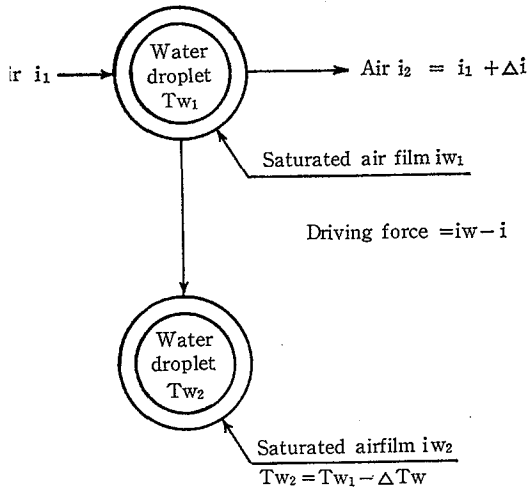 ir i₁
Water
droplet
Tw₁
Air i₂ = i₁ + △i
Saturated air film iw₁
Driving force =iw−i
Water
droplet
Tw₂
Saturated airfilm iw₂
Tw₂=Tw₁−△Tw